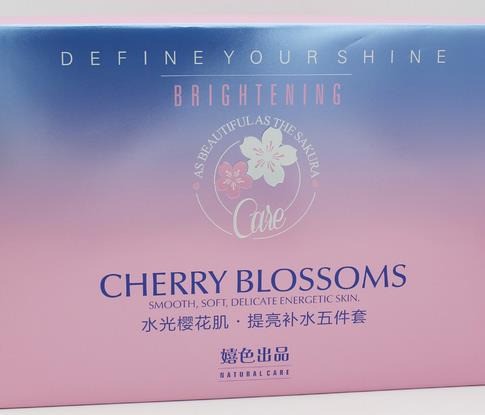 DEFINE YOUR SHINE
BRIGHTENING
AS BEAUTIFUL AS THE SAKURA
Care
CHERRY BLOSSOMS
SMOOTH, SOFT, DELICATE ENERGETIC SKIN.
水光樱花肌·提亮补水五件套
嬉色出品
NATURAL CARE